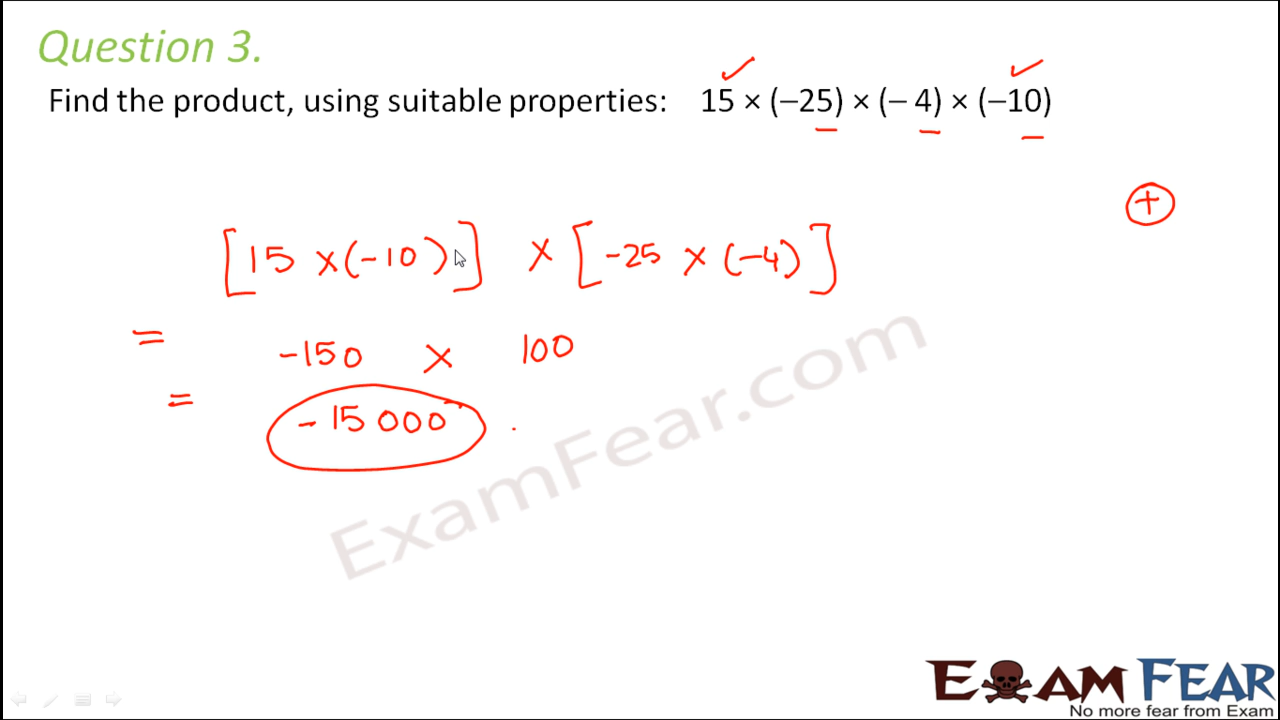 Question 3.
Find the product, using suitable properties: 15 × (–25) × (– 4) × (–10)
+
[15 × (-10)] × [-25 × (-4)]
= -150 × 100
= -15000.
ExamFear.com
EXAM FEAR
No more fear from Exam